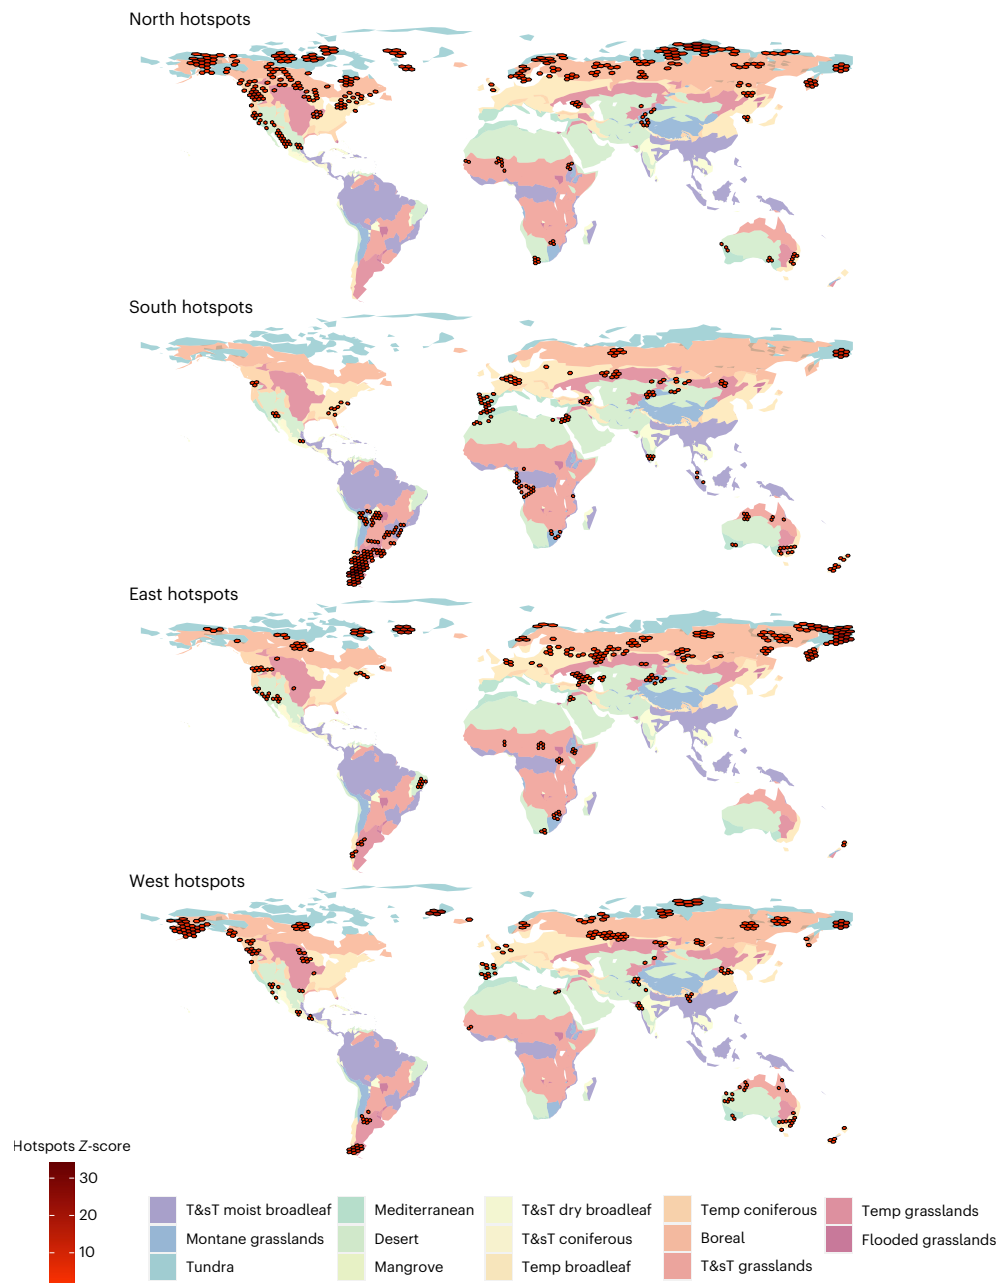 North hotspots
South hotspots
East hotspots
West hotspots
Hotspots Z-score
30
20
10
T&sT moist broadleaf
Mediterranean
T&sT dry broadleaf
Temp coniferous
Temp grasslands
Montane grasslands
Desert
T&sT coniferous
Boreal
Flooded grasslands
Tundra
Mangrove
Temp broadleaf
T&sT grasslands